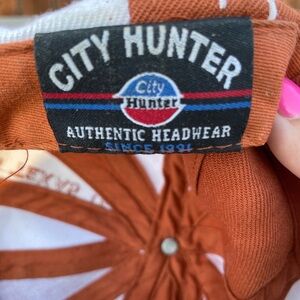 CITY HUNTER
City
Hunter
AUTHENTIC HEADWEAR
SINCE 1991